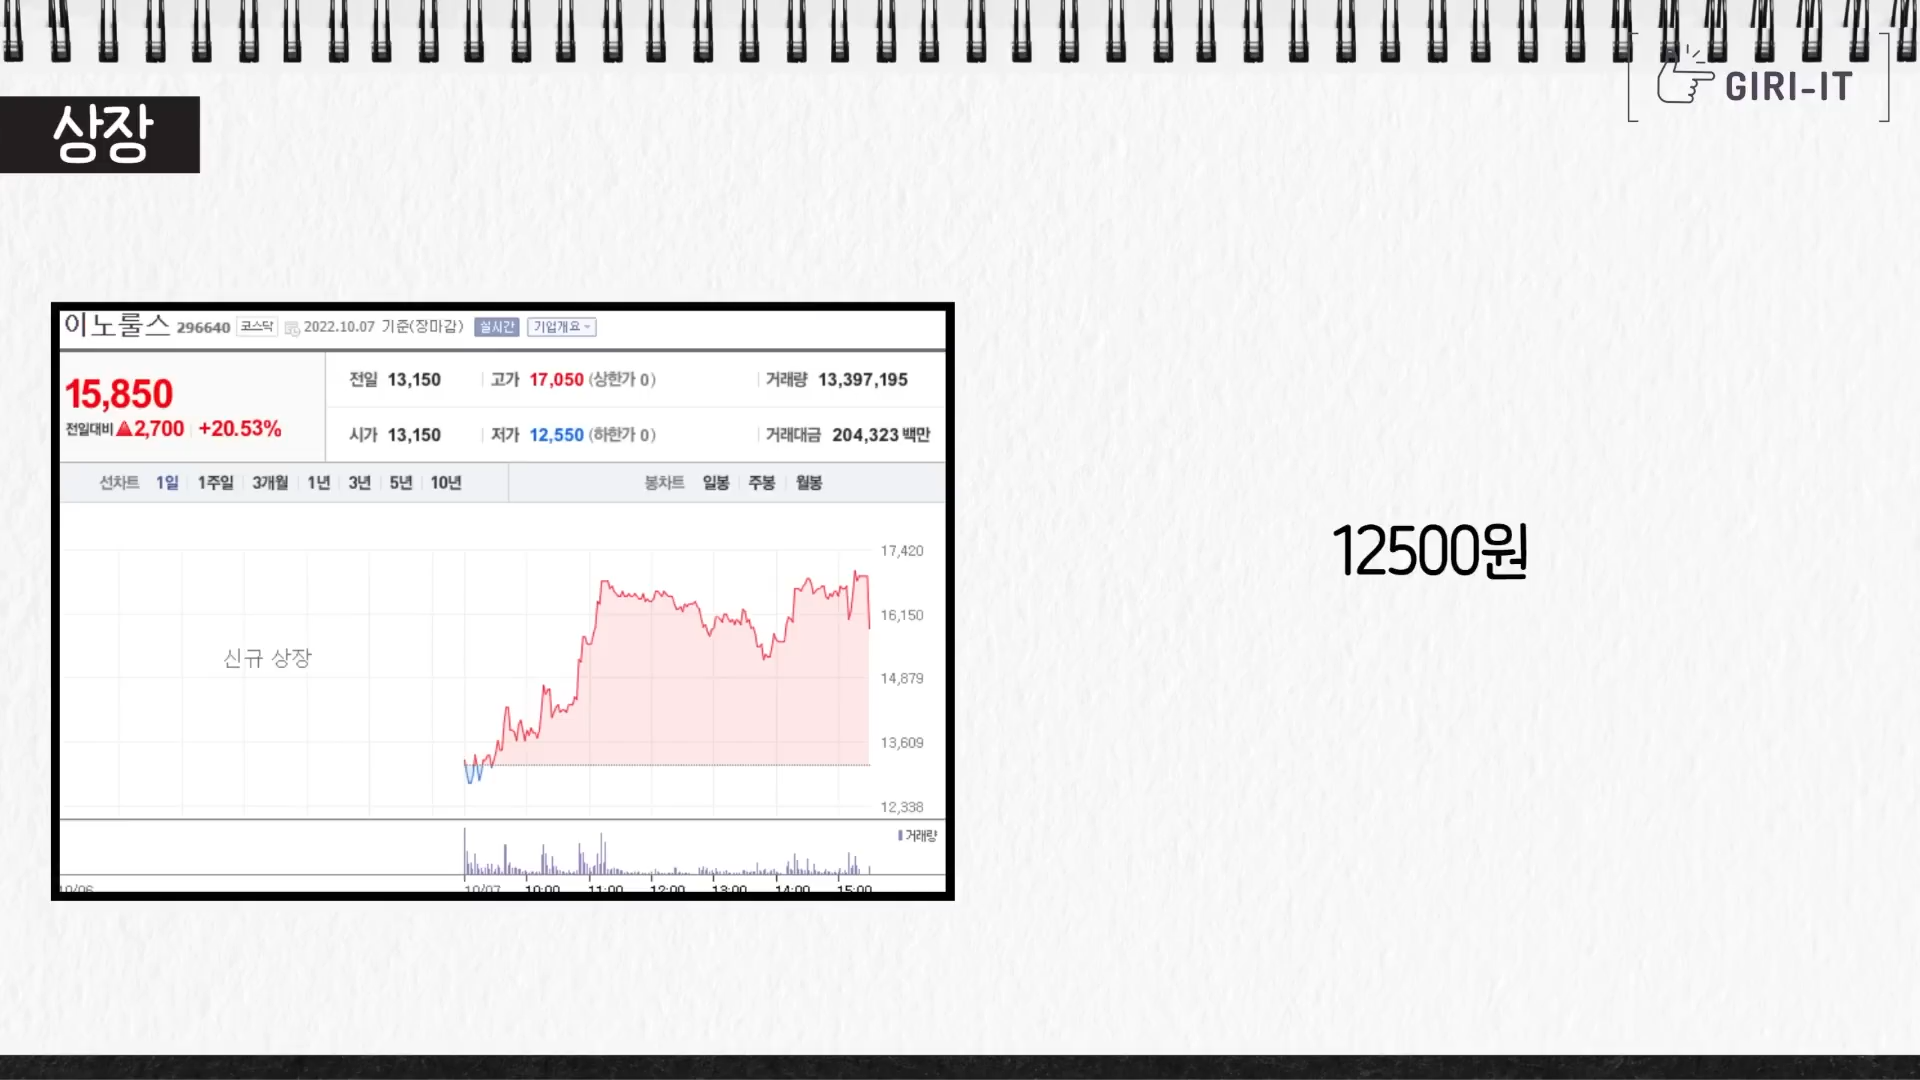 GIRI-IT
상장
이노룰스 296640 코스닥 2022.10.07 기준(장마감) 실시간 기업개요
15,850
전일대비 ▲2,700 +20.53%
전일 13,150 고가 17,050 (상한가 0) 거래량 13,397,195
시가 13,150 저가 12,550 (하한가 0) 거래대금 204,323 백만
선차트 1일 1주일 3개월 1년 3년 5년 10년 봉차트 일봉 주봉 월봉
17,420
16,150
신규 상장
14,879
13,609
12,338
거래량
10/06 10/07 10:00 11:00 12:00 13:00 14:00 15:00
12500원